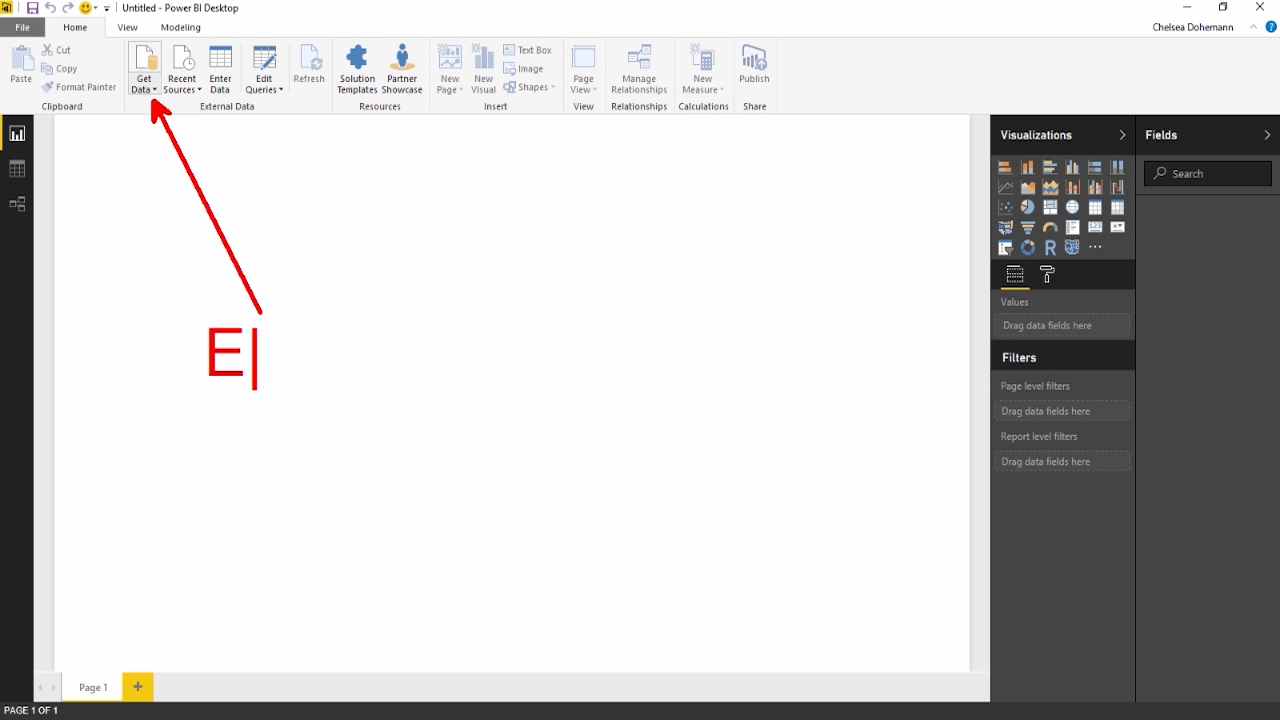 Untitled - Power BI Desktop
File Home View Modeling
Chelsea Dohemann
Paste
Cut
Copy
Format Painter
Clipboard
Get Data
Recent Sources
Enter Data
Edit Queries
Refresh
External Data
Solution Templates
Partner Showcase
Resources
New Page
New Visual
Text Box
Image
Shapes
Insert
Page View
View
Manage Relationships
Relationships
New Measure
Calculations
Publish
Share
E
Visualizations
R
Values
Drag data fields here
Filters
Page level filters
Drag data fields here
Report level filters
Drag data fields here
Fields
Search
Page 1
PAGE 1 OF 1